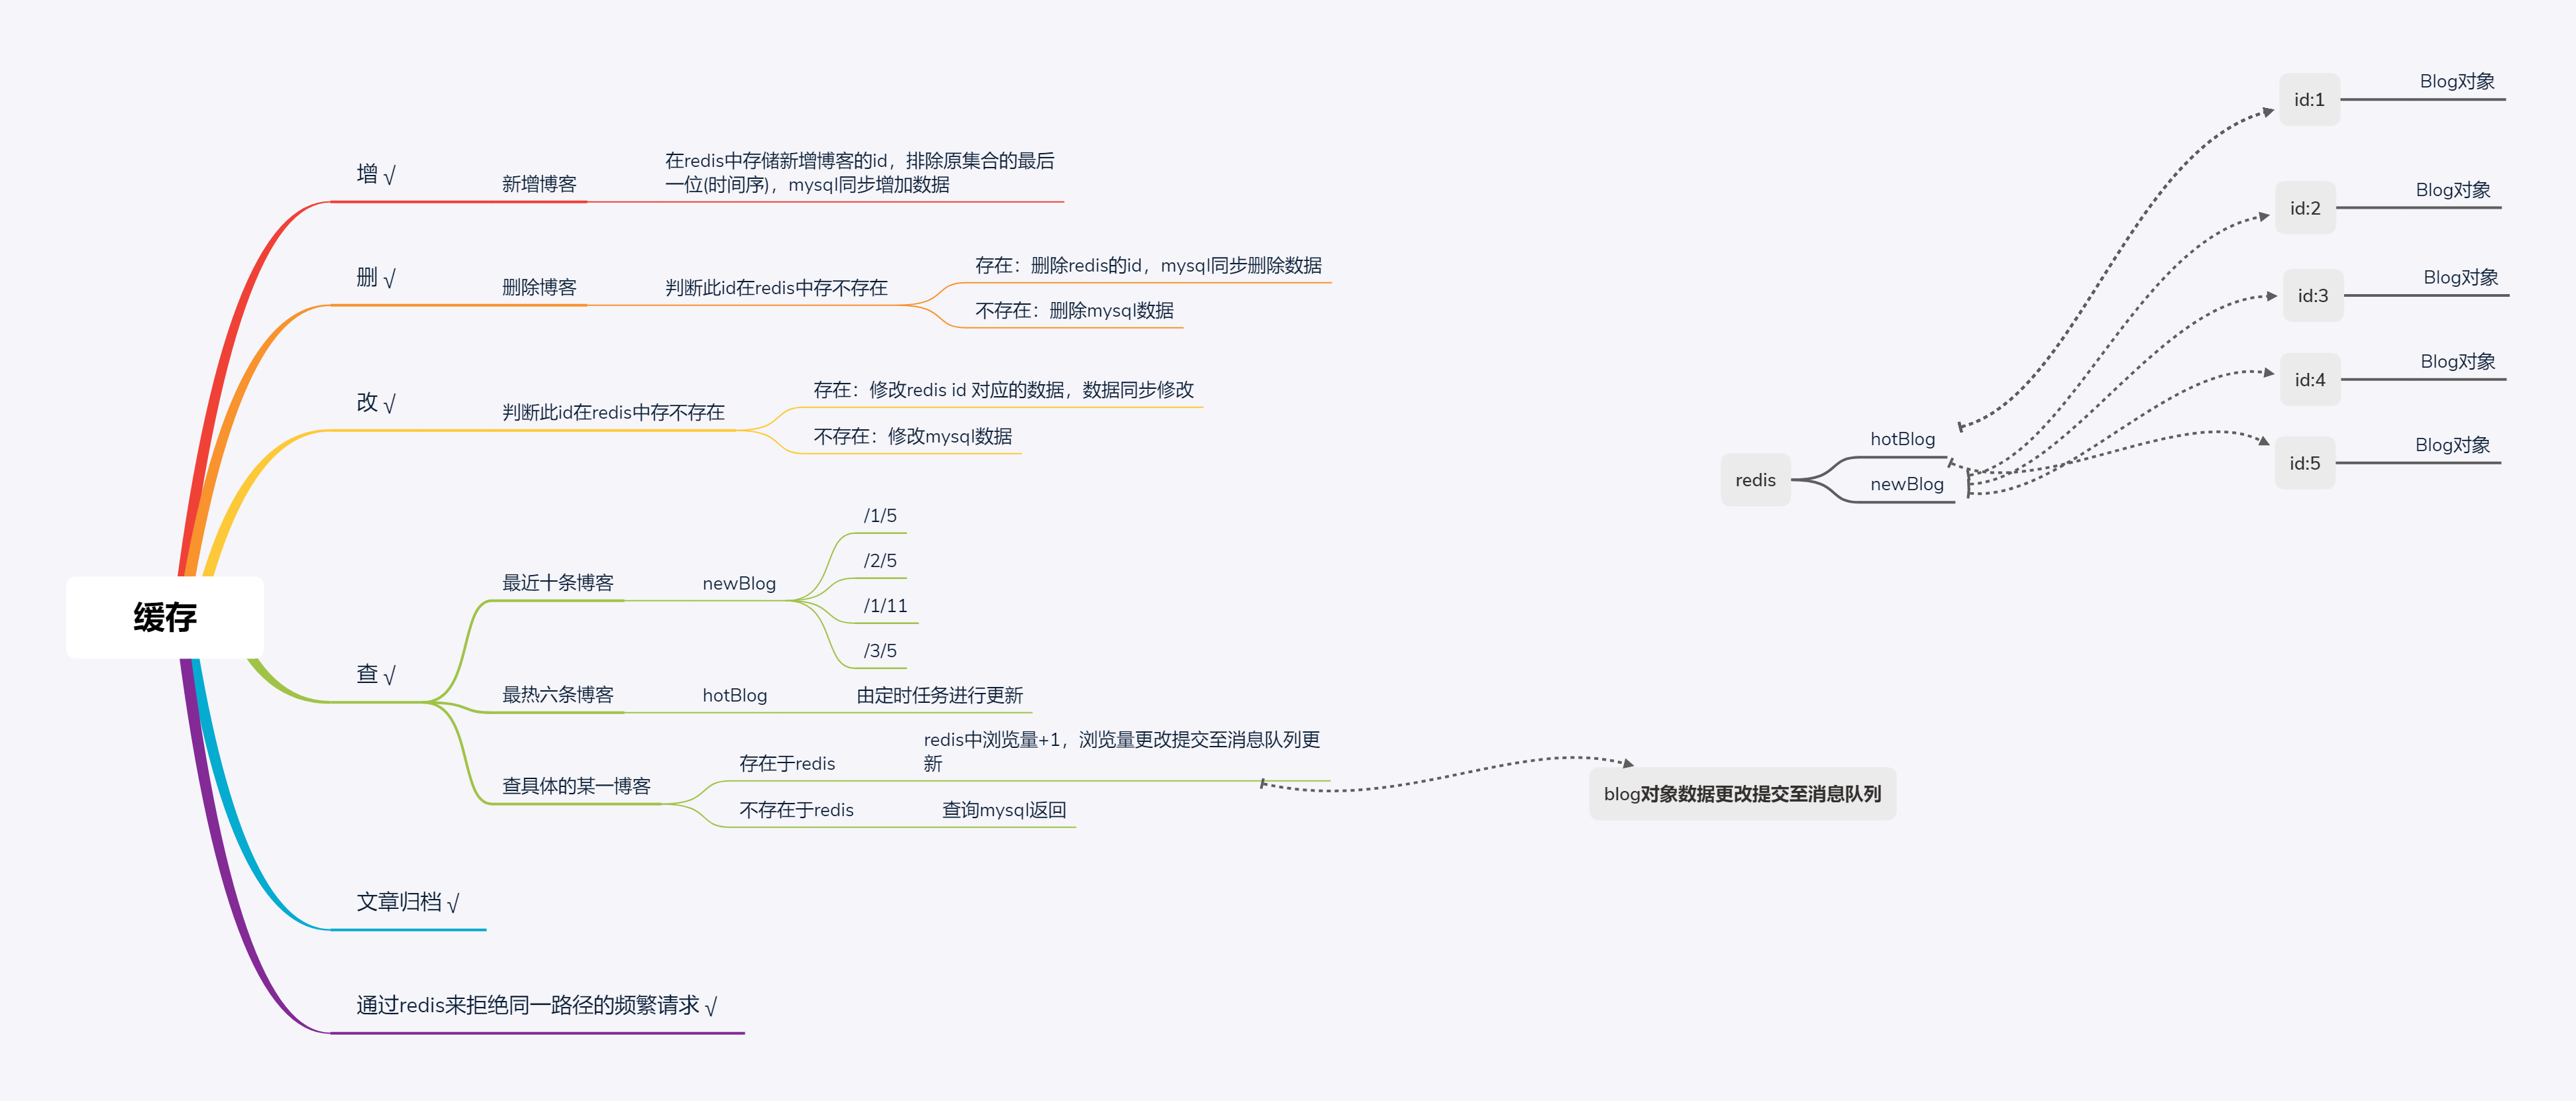 缓存
增 √
新增博客
在redis中存储新增博客的id，排除原集合的最后
一位(时间序)，mysql同步增加数据
删 √
删除博客
判断此id在redis中存不存在
存在：删除redis的id，mysql同步删除数据
不存在：删除mysql数据
改 √
判断此id在redis中存不存在
存在：修改redis id 对应的数据，数据同步修改
不存在：修改mysql数据
查 √
最近十条博客
newBlog
/1/5
/2/5
/1/11
/3/5
最热六条博客
hotBlog
由定时任务进行更新
查具体的某一博客
存在于redis
redis中浏览量+1，浏览量更改提交至消息队列更
新
不存在于redis
查询mysql返回
文章归档 √
通过redis来拒绝同一路径的频繁请求 √
blog对象数据更改提交至消息队列
redis
hotBlog
newBlog
id:1
Blog对象
id:2
Blog对象
id:3
Blog对象
id:4
Blog对象
id:5
Blog对象